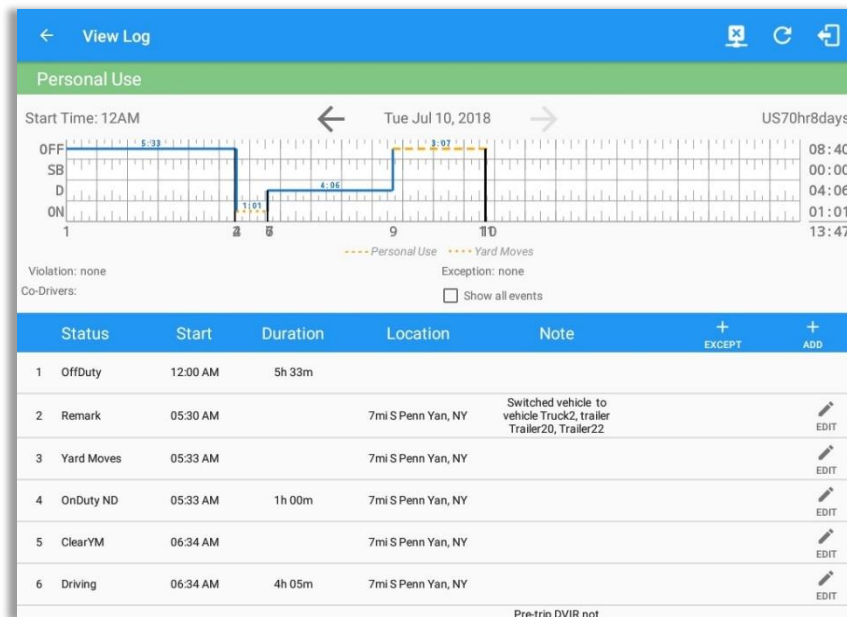 View Log
Personal Use
Start Time: 12AM Tue Jul 10, 2018 US70hr8days
OFF 5:33 3:07 08:40
SB 00:00
D 4:06 04:06
ON 1:01 01:01
1 9 13:47
Personal Use Yard Moves
Violation: none Exception: none
Co-Drivers: Show all events
Status Start Duration Location Note + EXCEPT + ADD
1 OffDuty 12:00 AM 5h 33m
2 Remark 05:30 AM 7mi S Penn Yan, NY Switched vehicle to
vehicle Truck2, trailer
Trailer20, Trailer22 EDIT
3 Yard Moves 05:33 AM 7mi S Penn Yan, NY EDIT
4 OnDuty ND 05:33 AM 1h 00m 7mi S Penn Yan, NY EDIT
5 ClearYM 06:34 AM 7mi S Penn Yan, NY EDIT
6 Driving 06:34 AM 4h 05m 7mi S Penn Yan, NY EDIT
Pre-trip DVIR not